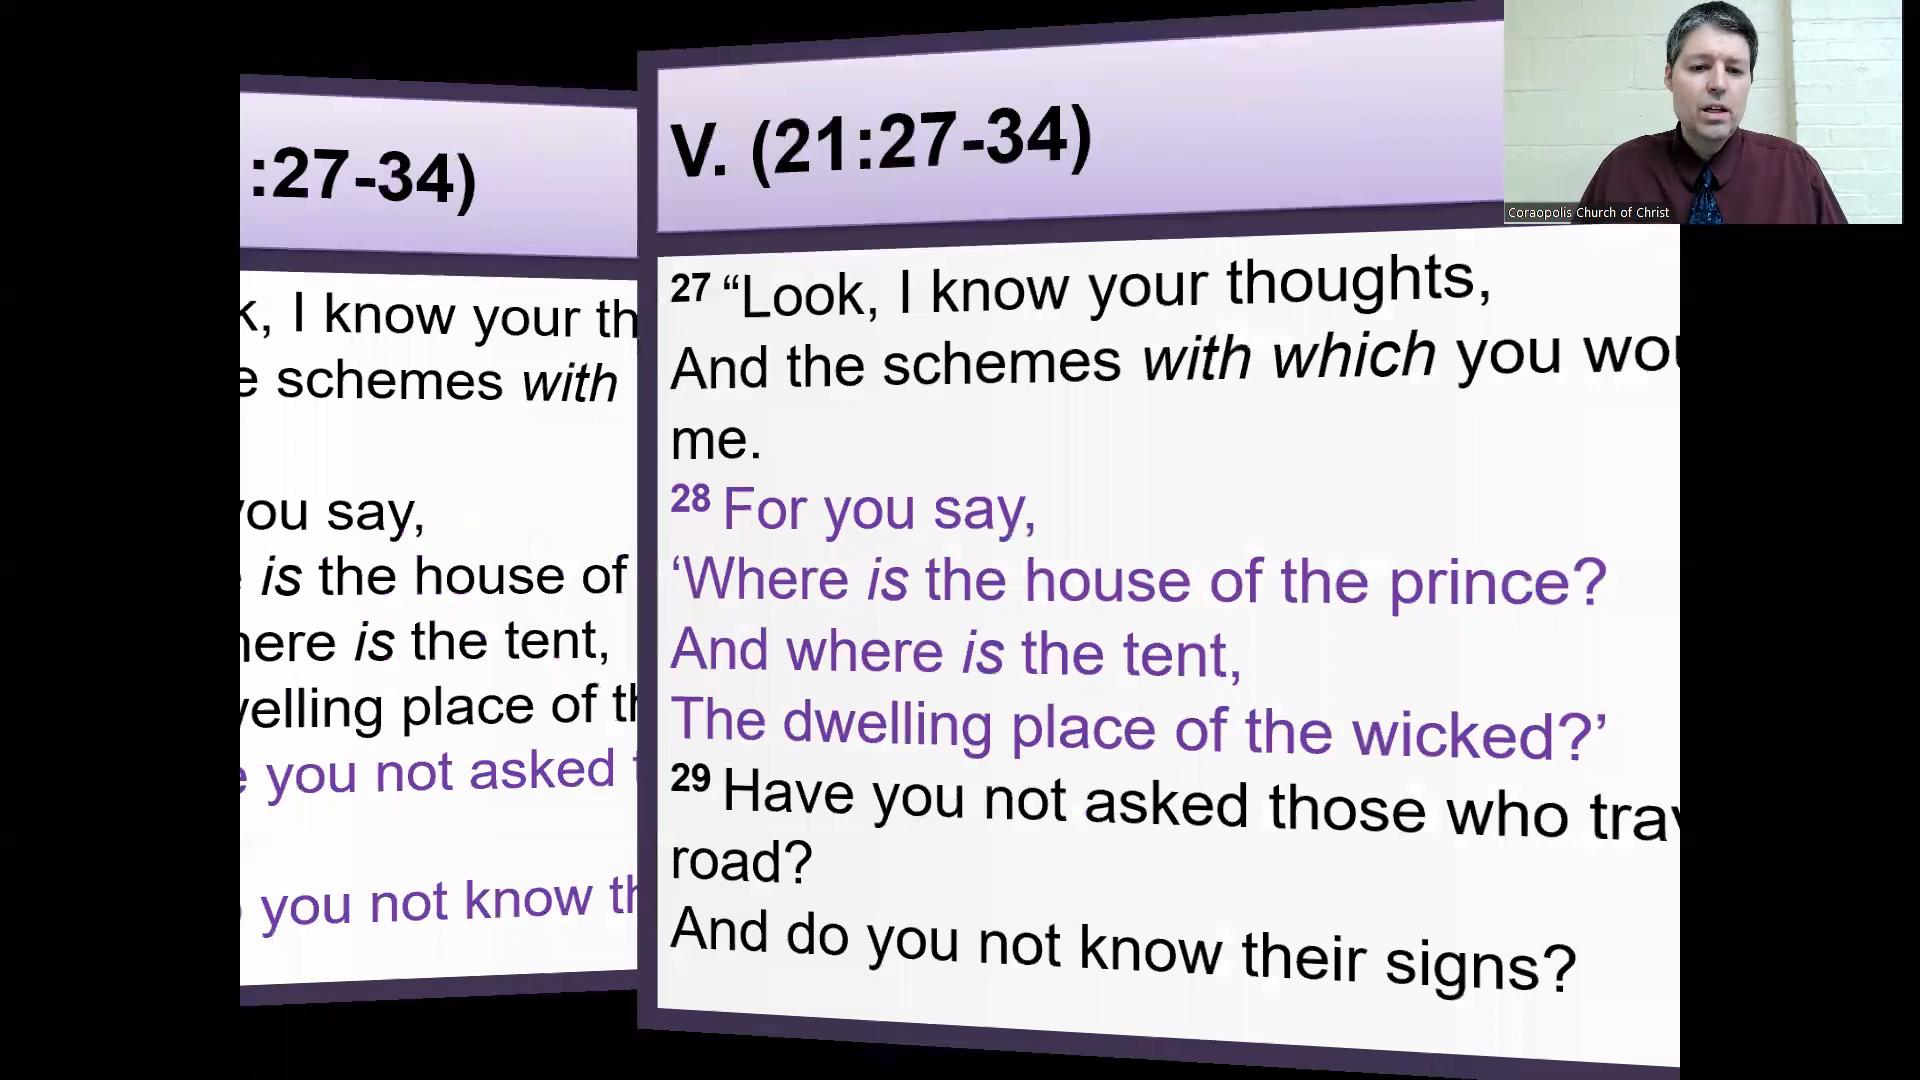 :27-34)
k, I know your th
e schemes with
you say,
is the house of
here is the tent,
welling place of th
e you not asked
you not know th
V. (21:27-34)
27 “Look, I know your thoughts,
And the schemes with which you wou
me.
28 For you say,
‘Where is the house of the prince?
And where is the tent,
The dwelling place of the wicked?’
29 Have you not asked those who trav
road?
And do you not know their signs?
Coraopolis Church of Christ